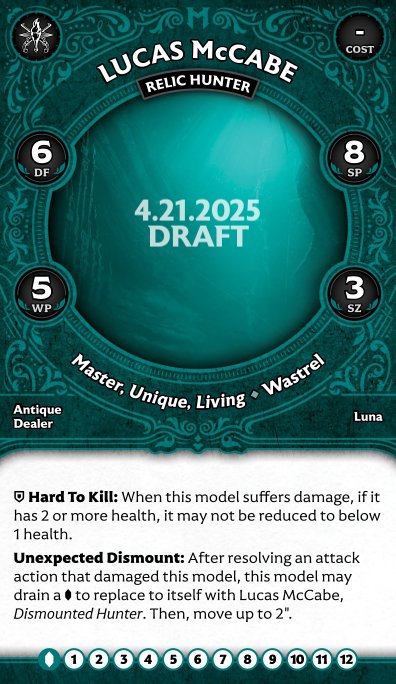 -
COST
LUCAS McCABE
RELIC HUNTER
6
DF
8
SP
4.21.2025
DRAFT
5
WP
3
SZ
Master, Unique, Living ⬥ Wastrel
Antique
Dealer
Luna
Hard To Kill: When this model suffers damage, if it
has 2 or more health, it may not be reduced to below
1 health.
Unexpected Dismount: After resolving an attack
action that damaged this model, this model may
drain a ⬧ to replace to itself with Lucas McCabe,
Dismounted Hunter. Then, move up to 2".
1 2 3 4 5 6 7 8 9 10 11 12